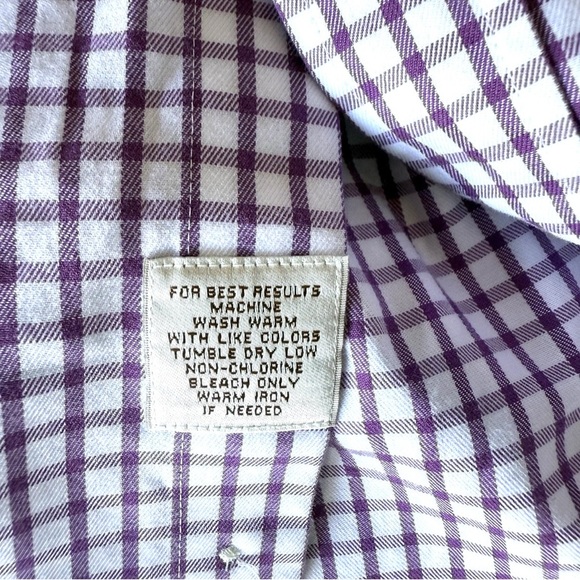 FOR BEST RESULTS
MACHINE
WASH WARM
WITH LIKE COLORS
TUMBLE DRY LOW
NON-CHLORINE
BLEACH ONLY
WARM IRON
IF NEEDED